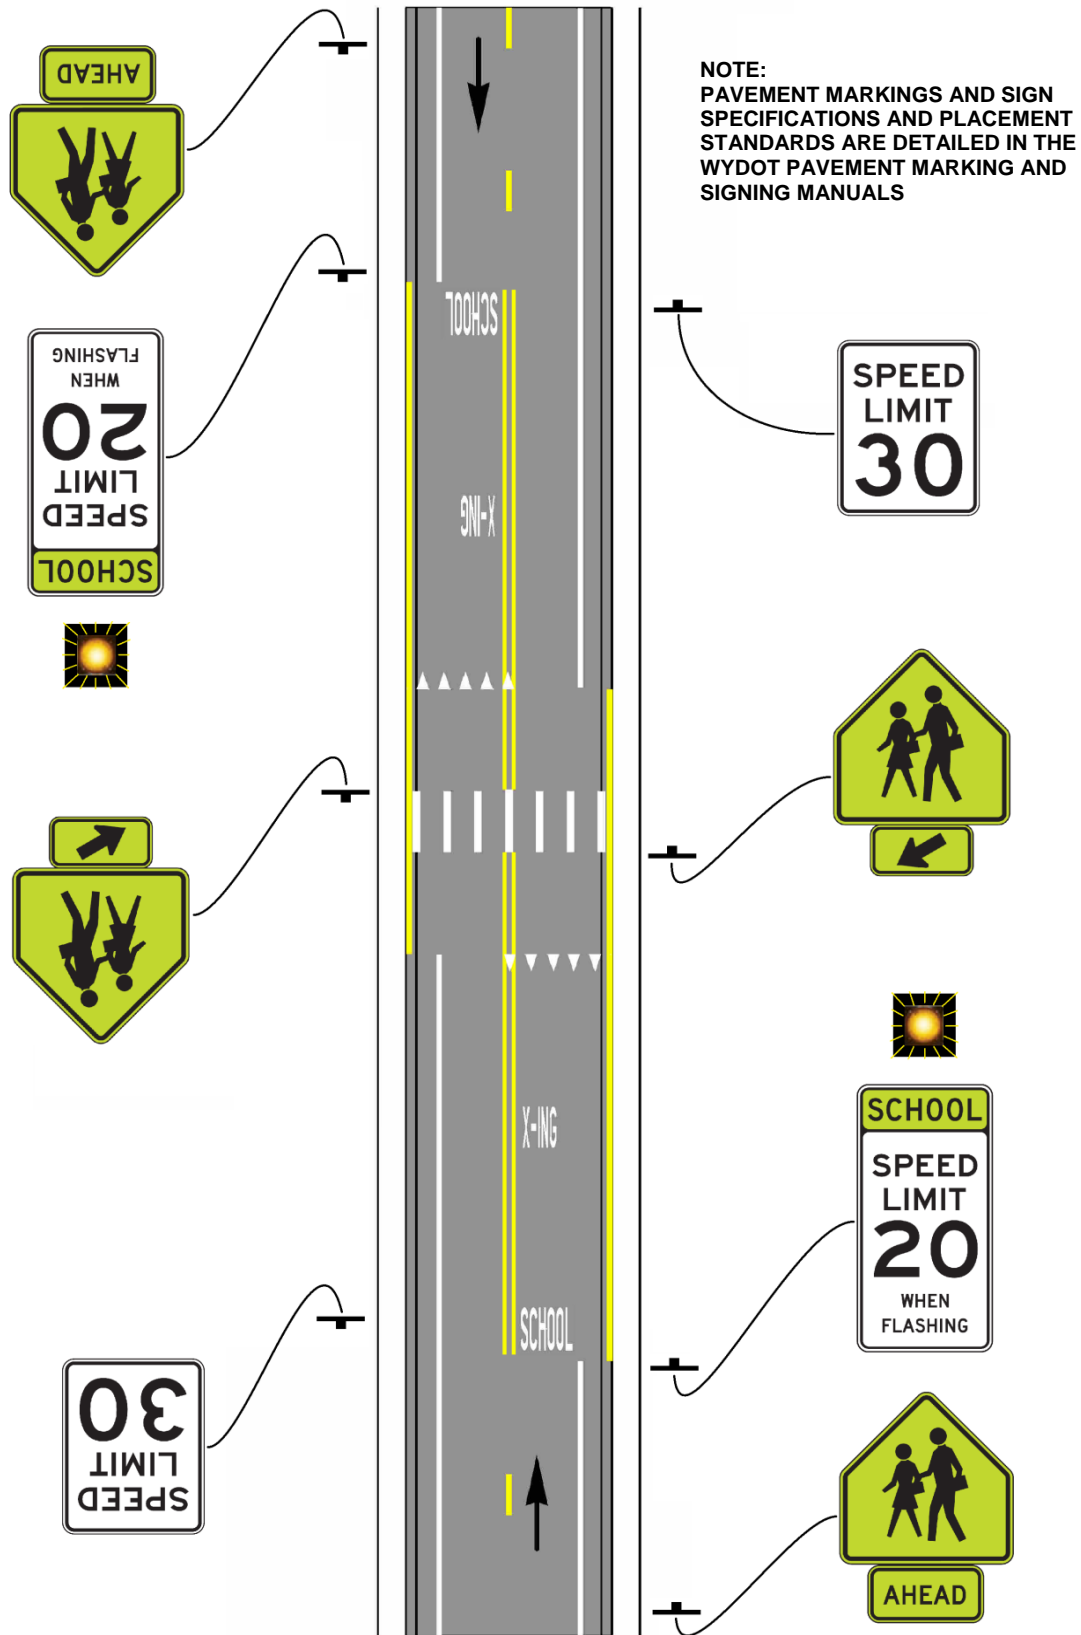 NOTE:
PAVEMENT MARKINGS AND SIGN
SPECIFICATIONS AND PLACEMENT
STANDARDS ARE DETAILED IN THE
WYDOT PAVEMENT MARKING AND
SIGNING MANUALS
AHEAD
SCHOOL
SPEED
LIMIT
20
WHEN
FLASHING
SCHOOL
X-ING
SPEED
LIMIT
30
X-ING
SCHOOL
SCHOOL
SPEED
LIMIT
20
WHEN
FLASHING
SPEED
LIMIT
30
AHEAD